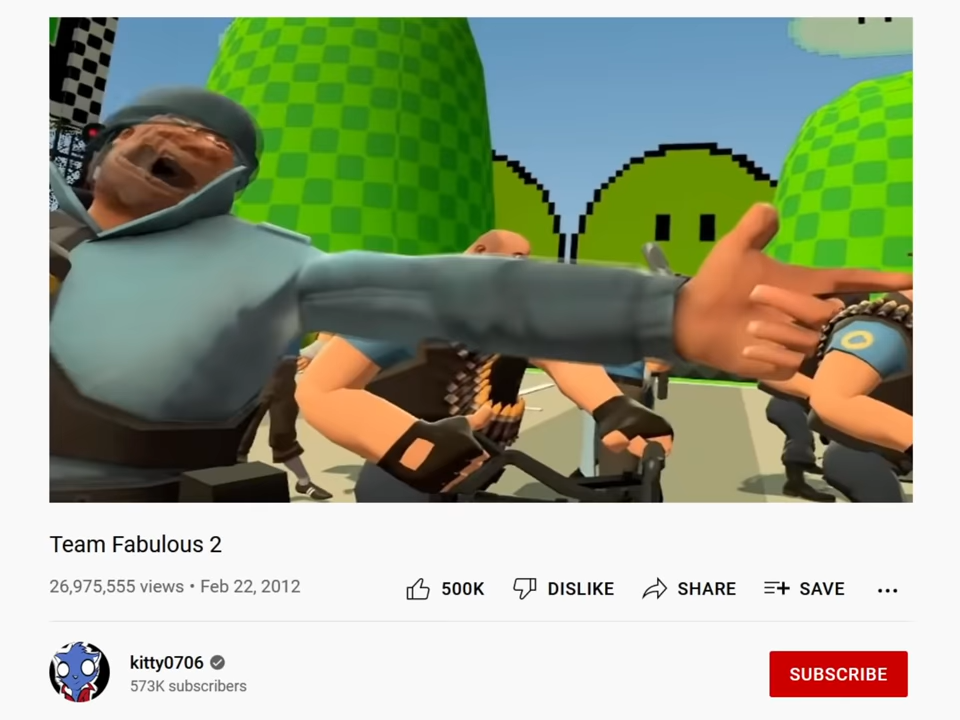 Team Fabulous 2
26,975,555 views • Feb 22, 2012
500K DISLIKE SHARE SAVE
kitty0706
573K subscribers
SUBSCRIBE